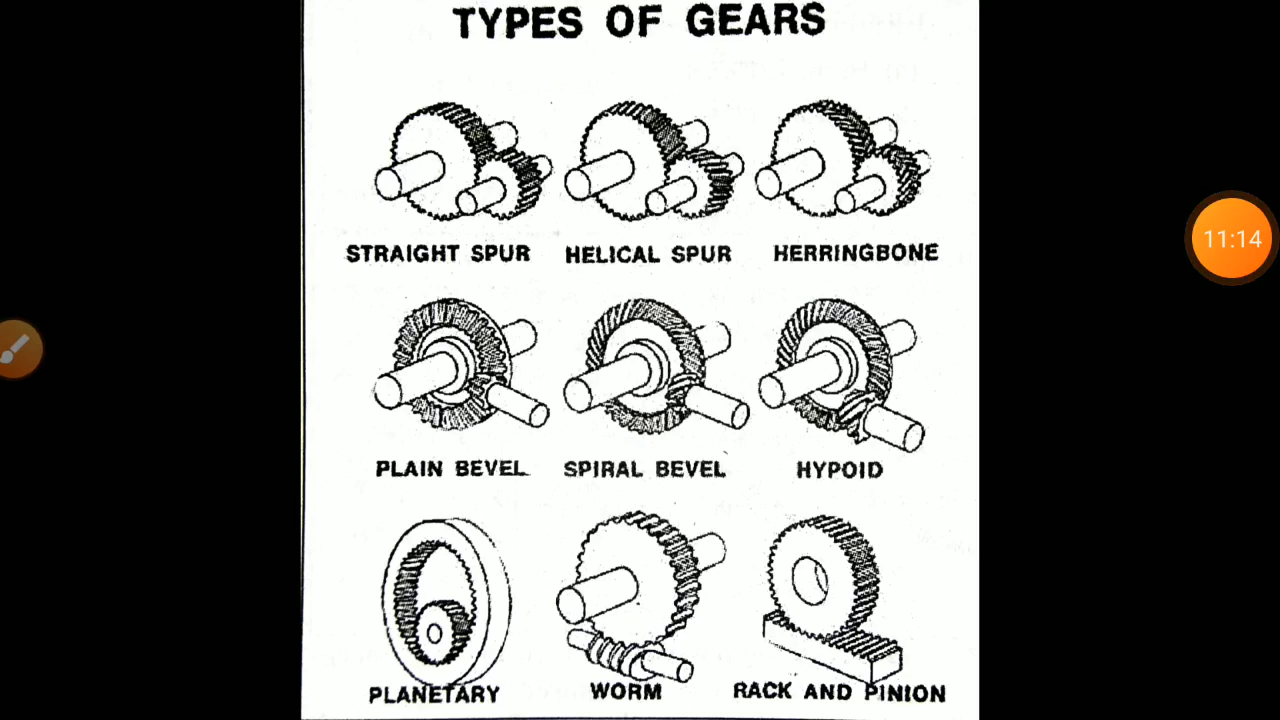 TYPES OF GEARS
STRAIGHT SPUR HELICAL SPUR HERRINGBONE
PLAIN BEVEL SPIRAL BEVEL HYPOID
PLANETARY WORM RACK AND PINION
11:14